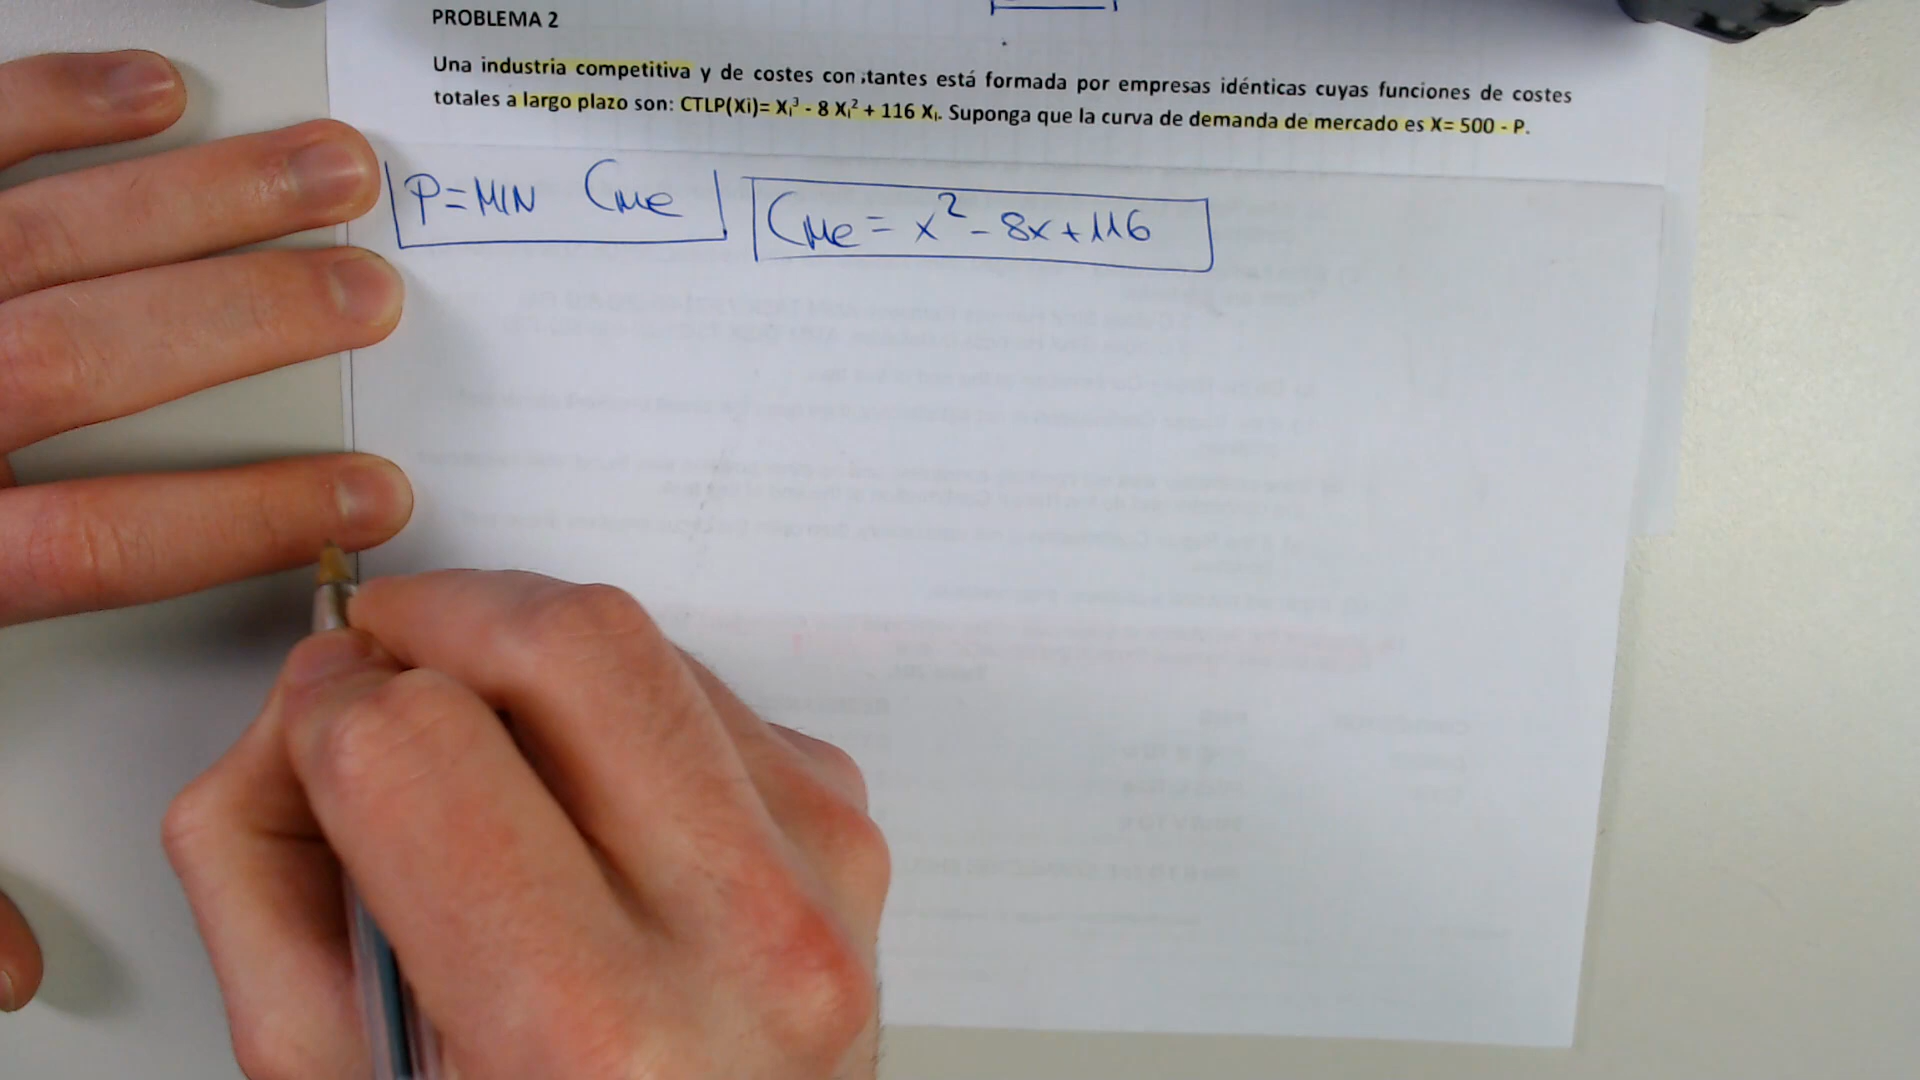 PROBLEMA 2
Una industria competitiva y de costes constantes está formada por empresas idénticas cuyas funciones de costes
totales a largo plazo son: CTLP(Xi)= Xᵢ³ - 8 Xᵢ² + 116 Xᵢ. Suponga que la curva de demanda de mercado es X= 500 - P.
P=MIN CMe
CMe = x² - 8x + 116